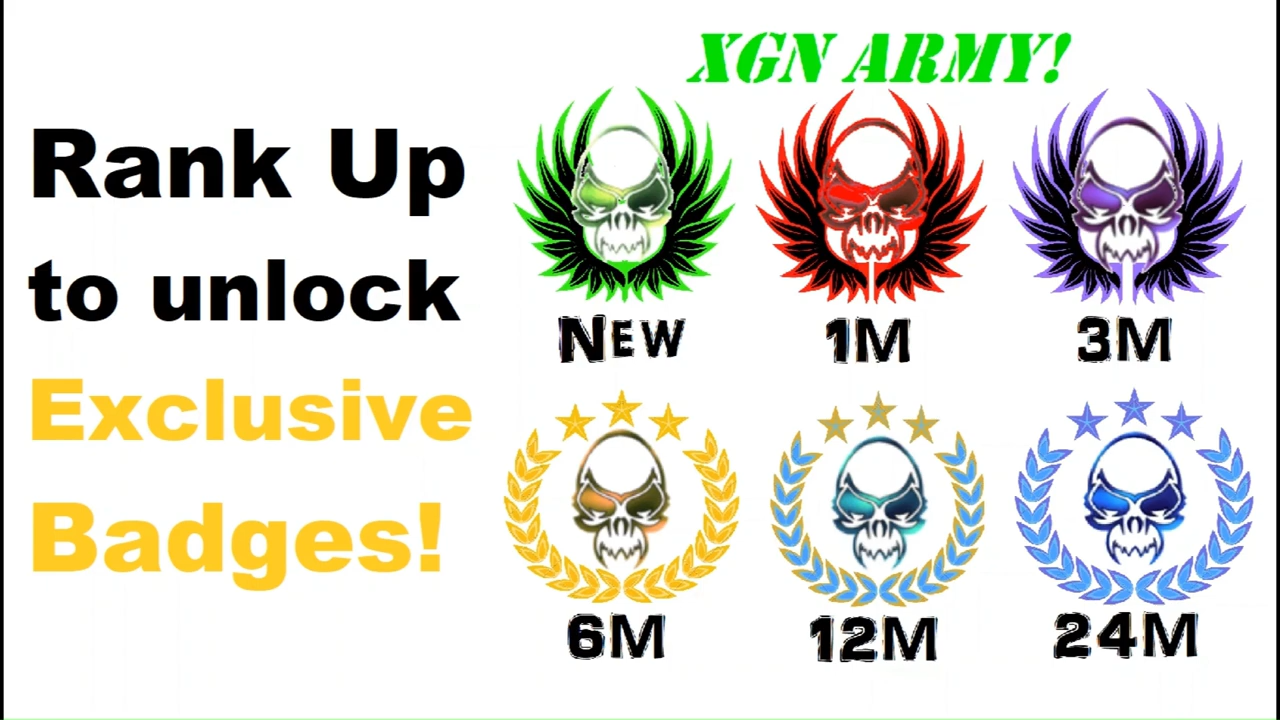 Rank Up
to unlock
Exclusive
Badges!
XGN ARMY!
New 1M 3M
6M 12M 24M